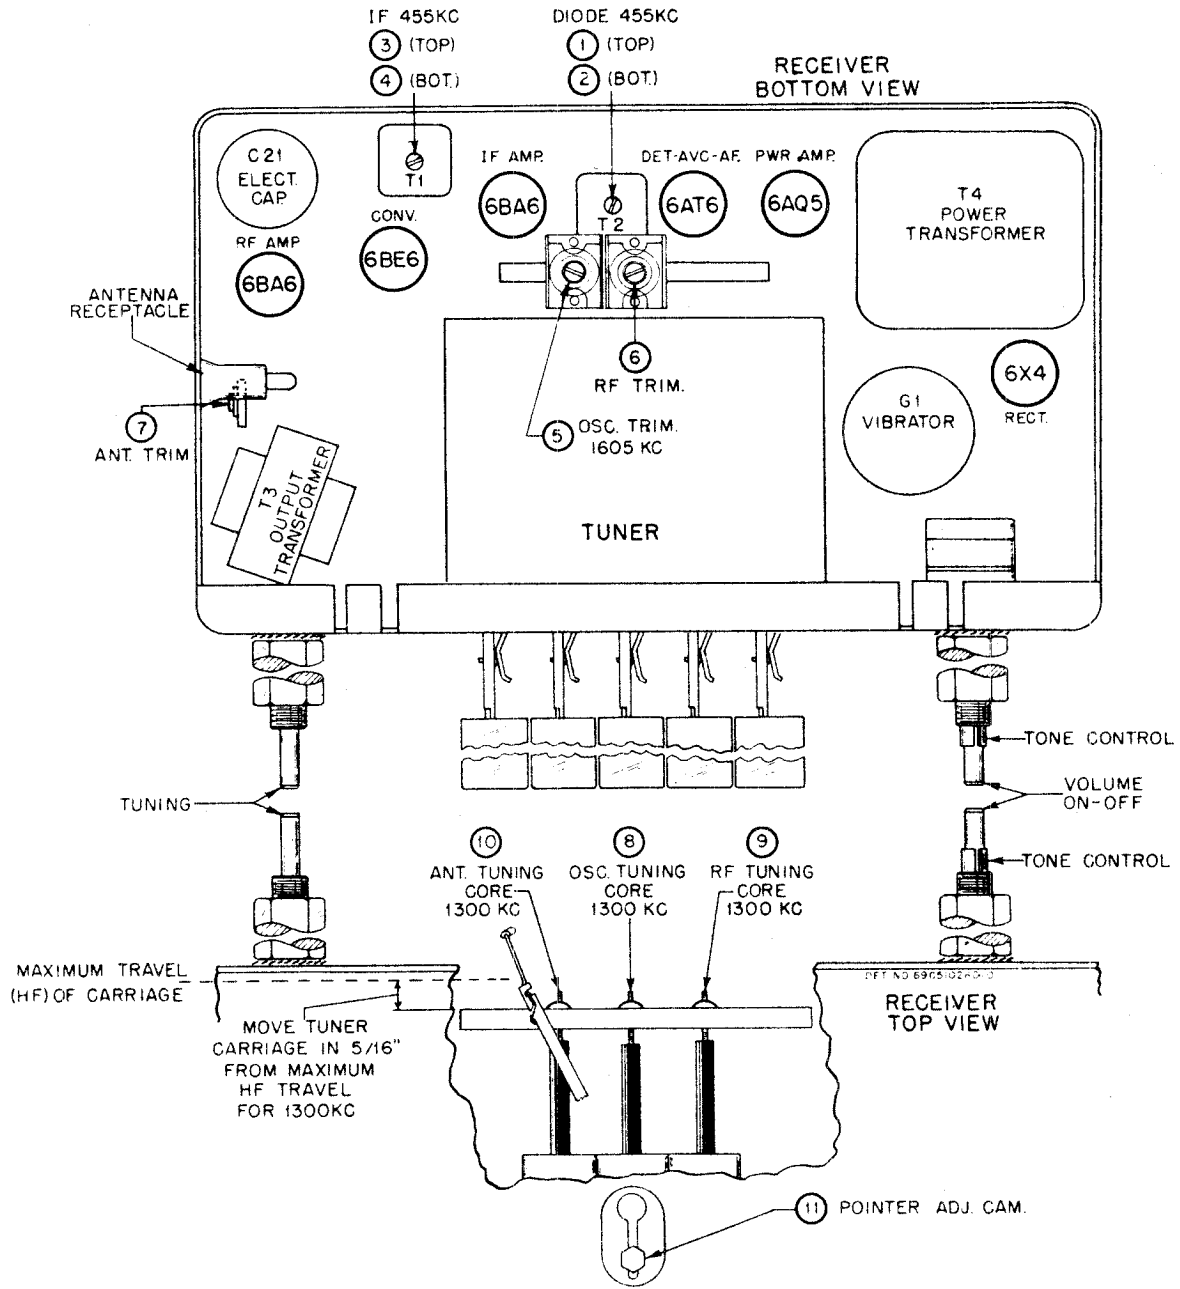 IF 455KC
3 (TOP)
4 (BOT.)
DIODE 455KC
1 (TOP)
2 (BOT.)
RECEIVER
BOTTOM VIEW
C21
ELECT.
CAP
T1
IF AMP.
6BA6
T2
DET-AVC-AF.
6AT6
PWR AMP.
6AQ5
T4
POWER
TRANSFORMER
RF AMP
6BA6
CONV.
6BE6
ANTENNA
RECEPTACLE
7
ANT. TRIM
6
RF TRIM.
5 OSC. TRIM.
1605 KC
G1
VIBRATOR
6X4
RECT.
T3
OUTPUT
TRANSFORMER
TUNER
TONE CONTROL
TUNING
VOLUME
ON-OFF
TONE CONTROL
10
ANT. TUNING
CORE
1300 KC
8
OSC. TUNING
CORE
1300 KC
9
RF TUNING
CORE
1300 KC
MAXIMUM TRAVEL
(HF) OF CARRIAGE
MOVE TUNER
CARRIAGE IN 5/16"
FROM MAXIMUM
HF TRAVEL
FOR 1300KC
RECEIVER
TOP VIEW
11 POINTER ADJ. CAM.